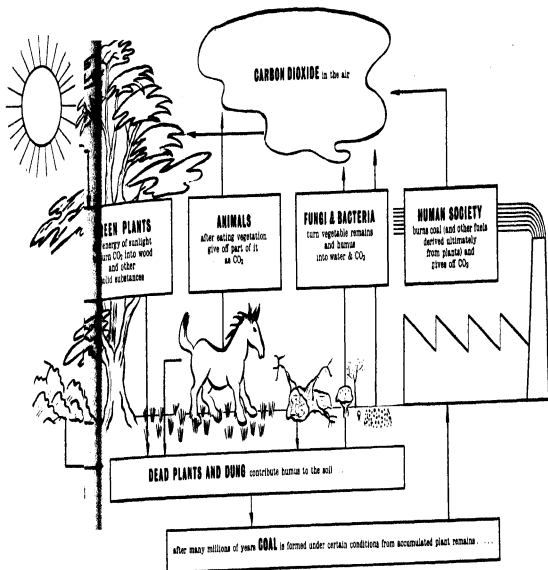 CARBON DIOXIDE in the air
REEN PLANTS
energy of sunlight
urn CO₂ into wood
and other
olid substances
ANIMALS
after eating vegetation
give off part of it
as CO₂
FUNGI & BACTERIA
turn vegetable remains
and humus
into water & CO₂
HUMAN SOCIETY
burns coal (and other fuels
derived ultimately
from plants) and
gives off CO₂
DEAD PLANTS AND DUNG contribute humus to the soil . .
after many millions of years COAL is formed under certain conditions from accumulated plant remains . . . .